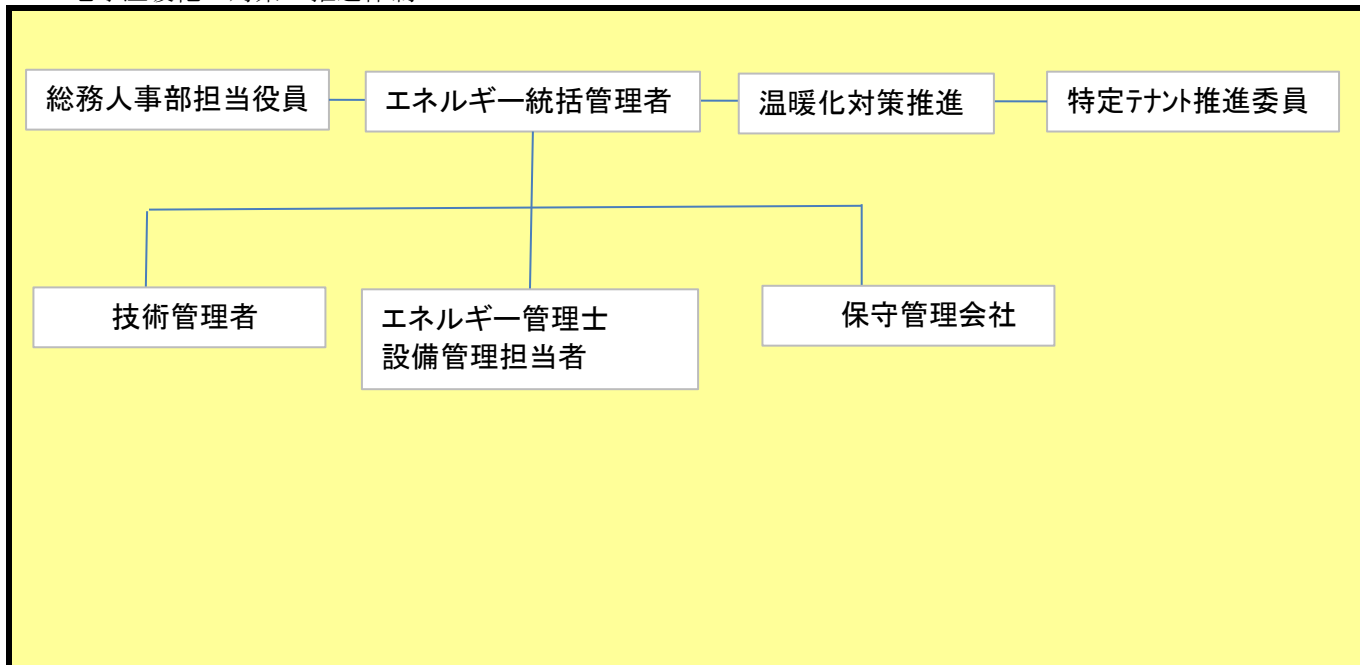 総務人事部担当役員
エネルギー統括管理者
温暖化対策推進
特定テナント推進委員
技術管理者
エネルギー管理士
設備管理担当者
保守管理会社